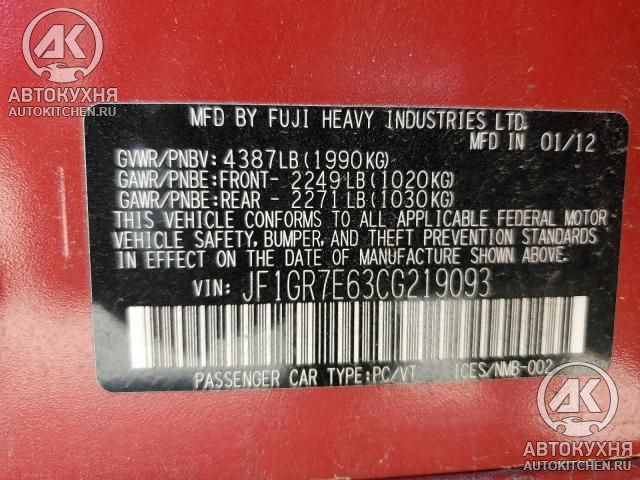 АК
АВТОКУХНЯ
AUTOKITCHEN.RU
MFD BY FUJI HEAVY INDUSTRIES LTD.
MFD IN 01/12
GVWR/PNBV: 4387LB(1990KG)
GAWR/PNBE:FRONT- 2249LB(1020KG)
GAWR/PNBE:REAR - 2271LB(1030KG)
THIS VEHICLE CONFORMS TO ALL APPLICABLE FEDERAL MOTOR
VEHICLE SAFETY, BUMPER, AND THEFT PREVENTION STANDARDS
IN EFFECT ON THE DATE OF MANUFACTURE SHOWN ABOVE.
VIN: JF1GR7E63CG219093
PASSENGER CAR TYPE:PC/VT ICES/NMB-002
АК
АВТОКУХНЯ
AUTOKITCHEN.RU